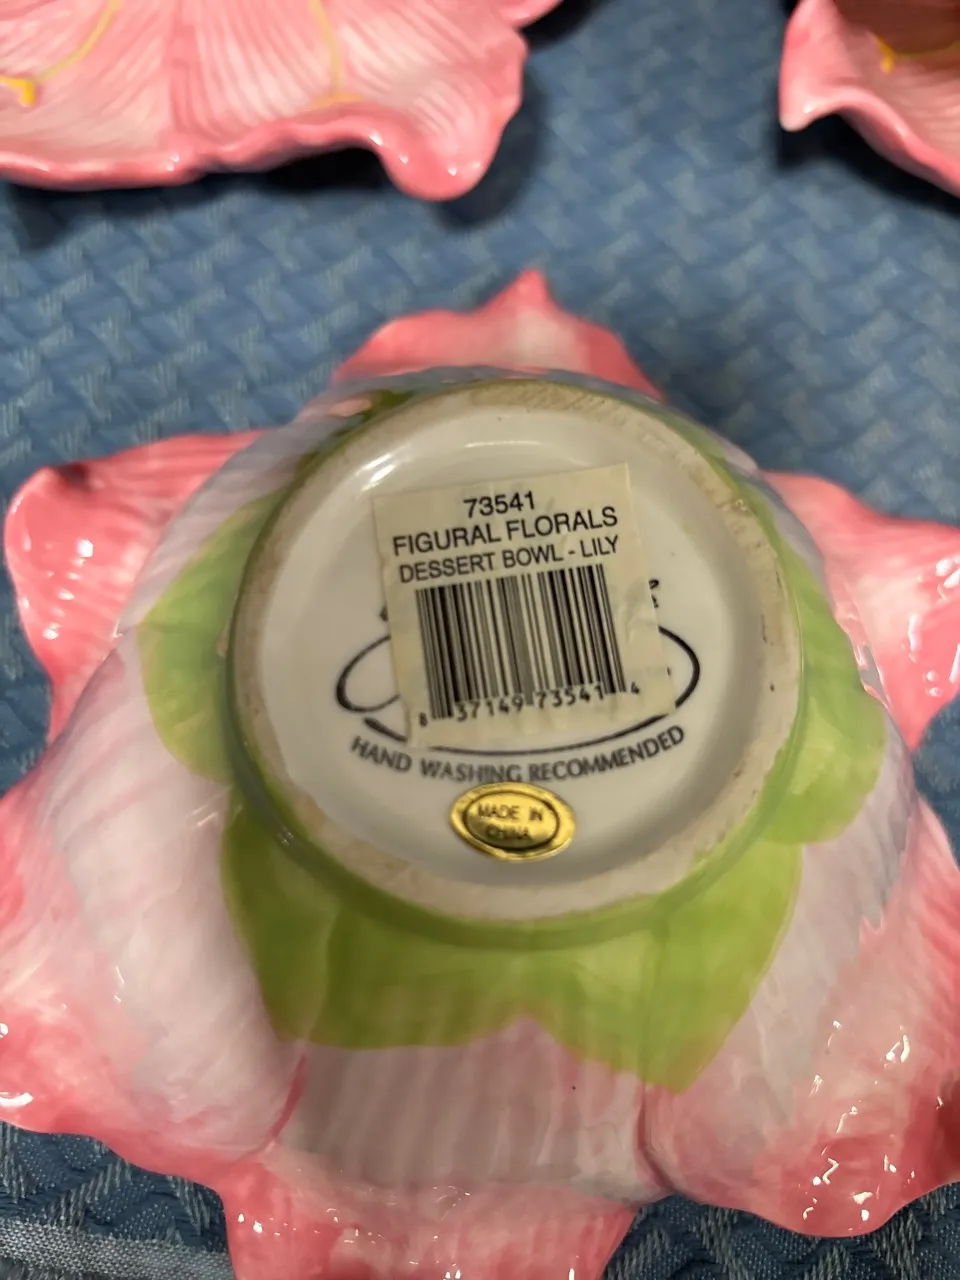 73541
FIGURAL FLORALS
DESSERT BOWL - LILY
8 37149 73541 4
HAND WASHING RECOMMENDED
MADE IN
CHINA